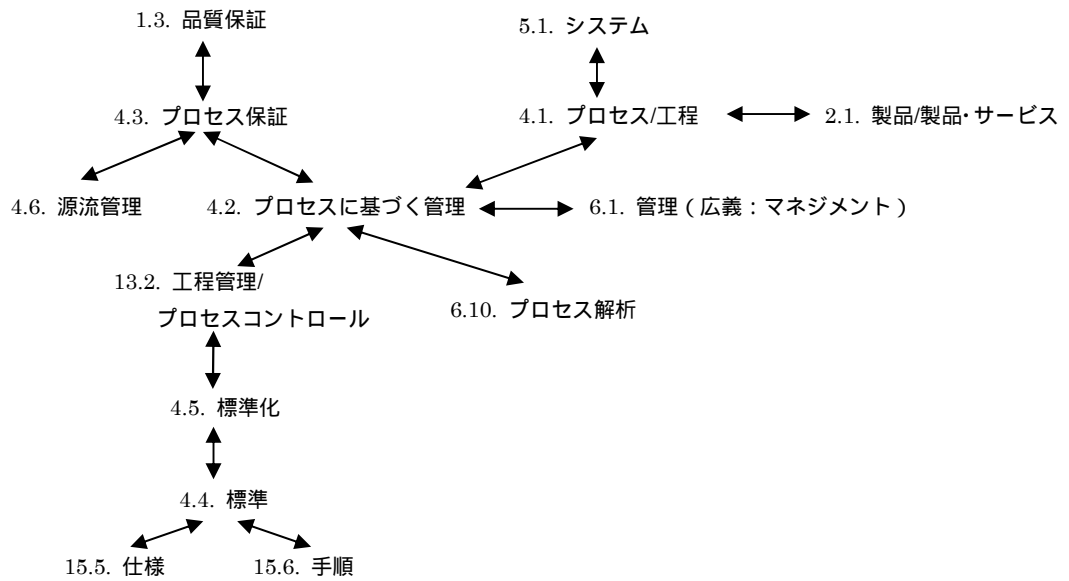 1.3. 品質保証
5.1. システム
4.3. プロセス保証
4.1. プロセス/工程
2.1. 製品/製品・サービス
4.6. 源流管理
4.2. プロセスに基づく管理
6.1. 管理(広義:マネジメント)
13.2. 工程管理/
プロセスコントロール
6.10. プロセス解析
4.5. 標準化
4.4. 標準
15.5. 仕様
15.6. 手順